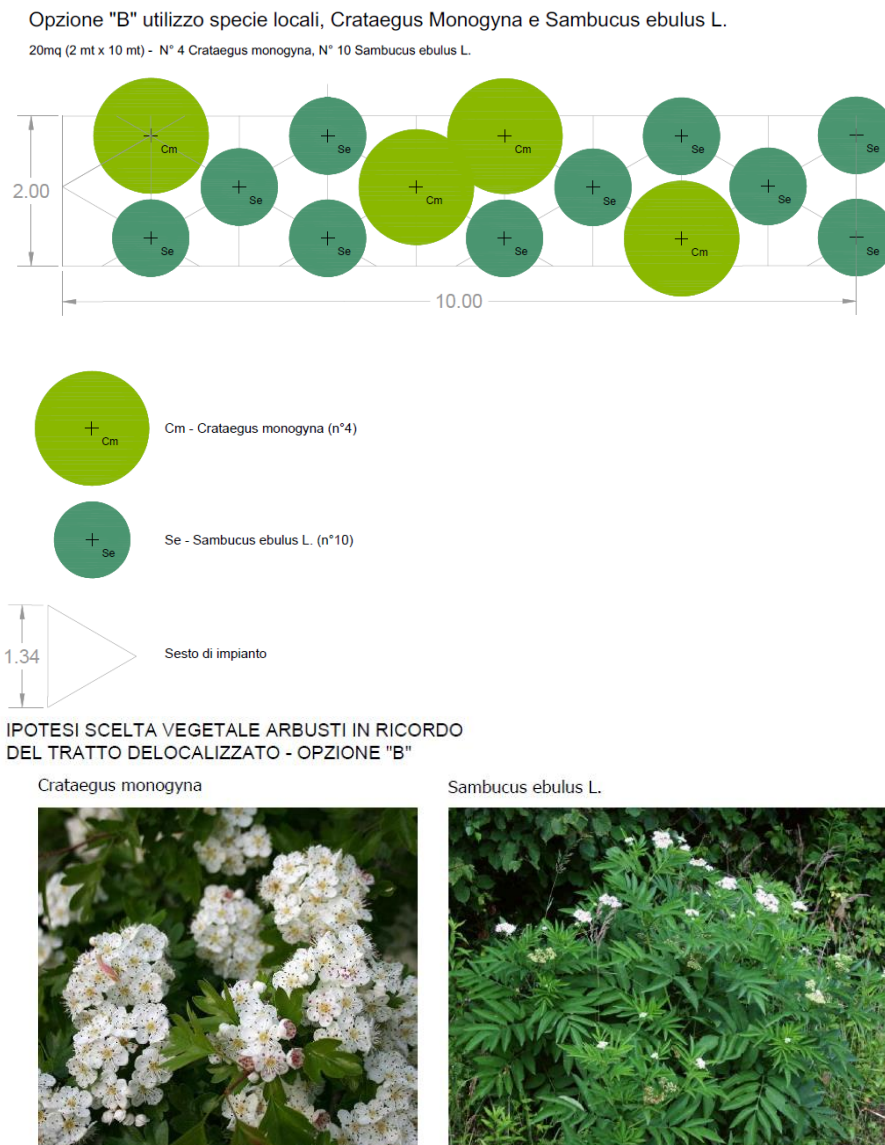 Opzione "B" utilizzo specie locali, Crataegus Monogyna e Sambucus ebulus L.
20mq (2 mt x 10 mt) - N° 4 Crataegus monogyna, N° 10 Sambucus ebulus L.
Cm
Se
Cm
Se
Se
2.00
Se
Cm
Se
Se
Se
Se
Se
Cm
Se
10.00
Cm
Cm - Crataegus monogyna (n°4)
Se
Se - Sambucus ebulus L. (n°10)
1.34
Sesto di impianto
IPOTESI SCELTA VEGETALE ARBUSTI IN RICORDO
DEL TRATTO DELOCALIZZATO - OPZIONE "B"
Crataegus monogyna
Sambucus ebulus L.